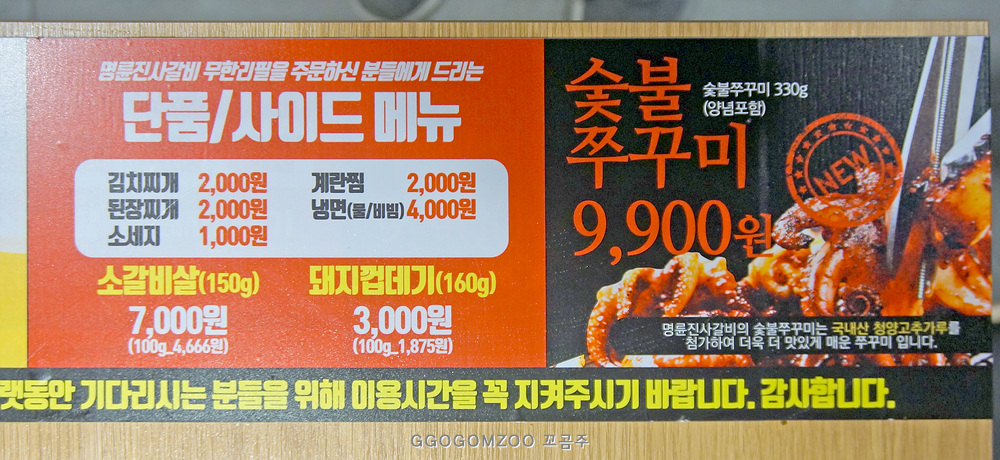 명륜진사갈비 무한리필을 주문하신 분들에게 드리는
단품/사이드 메뉴
김치찌개 2,000원
된장찌개 2,000원
소세지 1,000원
계란찜 2,000원
냉면(물/비빔) 4,000원
소갈비살(150g)
7,000원
(100g_4,666원)
돼지껍데기(160g)
3,000원
(100g_1,875원)
숯불
쭈꾸미
숯불쭈꾸미 330g
(양념포함)
9,900원
NEW
명륜진사갈비의 숯불쭈꾸미는 국내산 청양고추가루를
첨가하여 더욱 더 맛있게 매운 쭈꾸미 입니다.
랫동안 기다리시는 분들을 위해 이용시간을 꼭 지켜주시기 바랍니다. 감사합니다.
GGOGOMZOO 꼬곰주